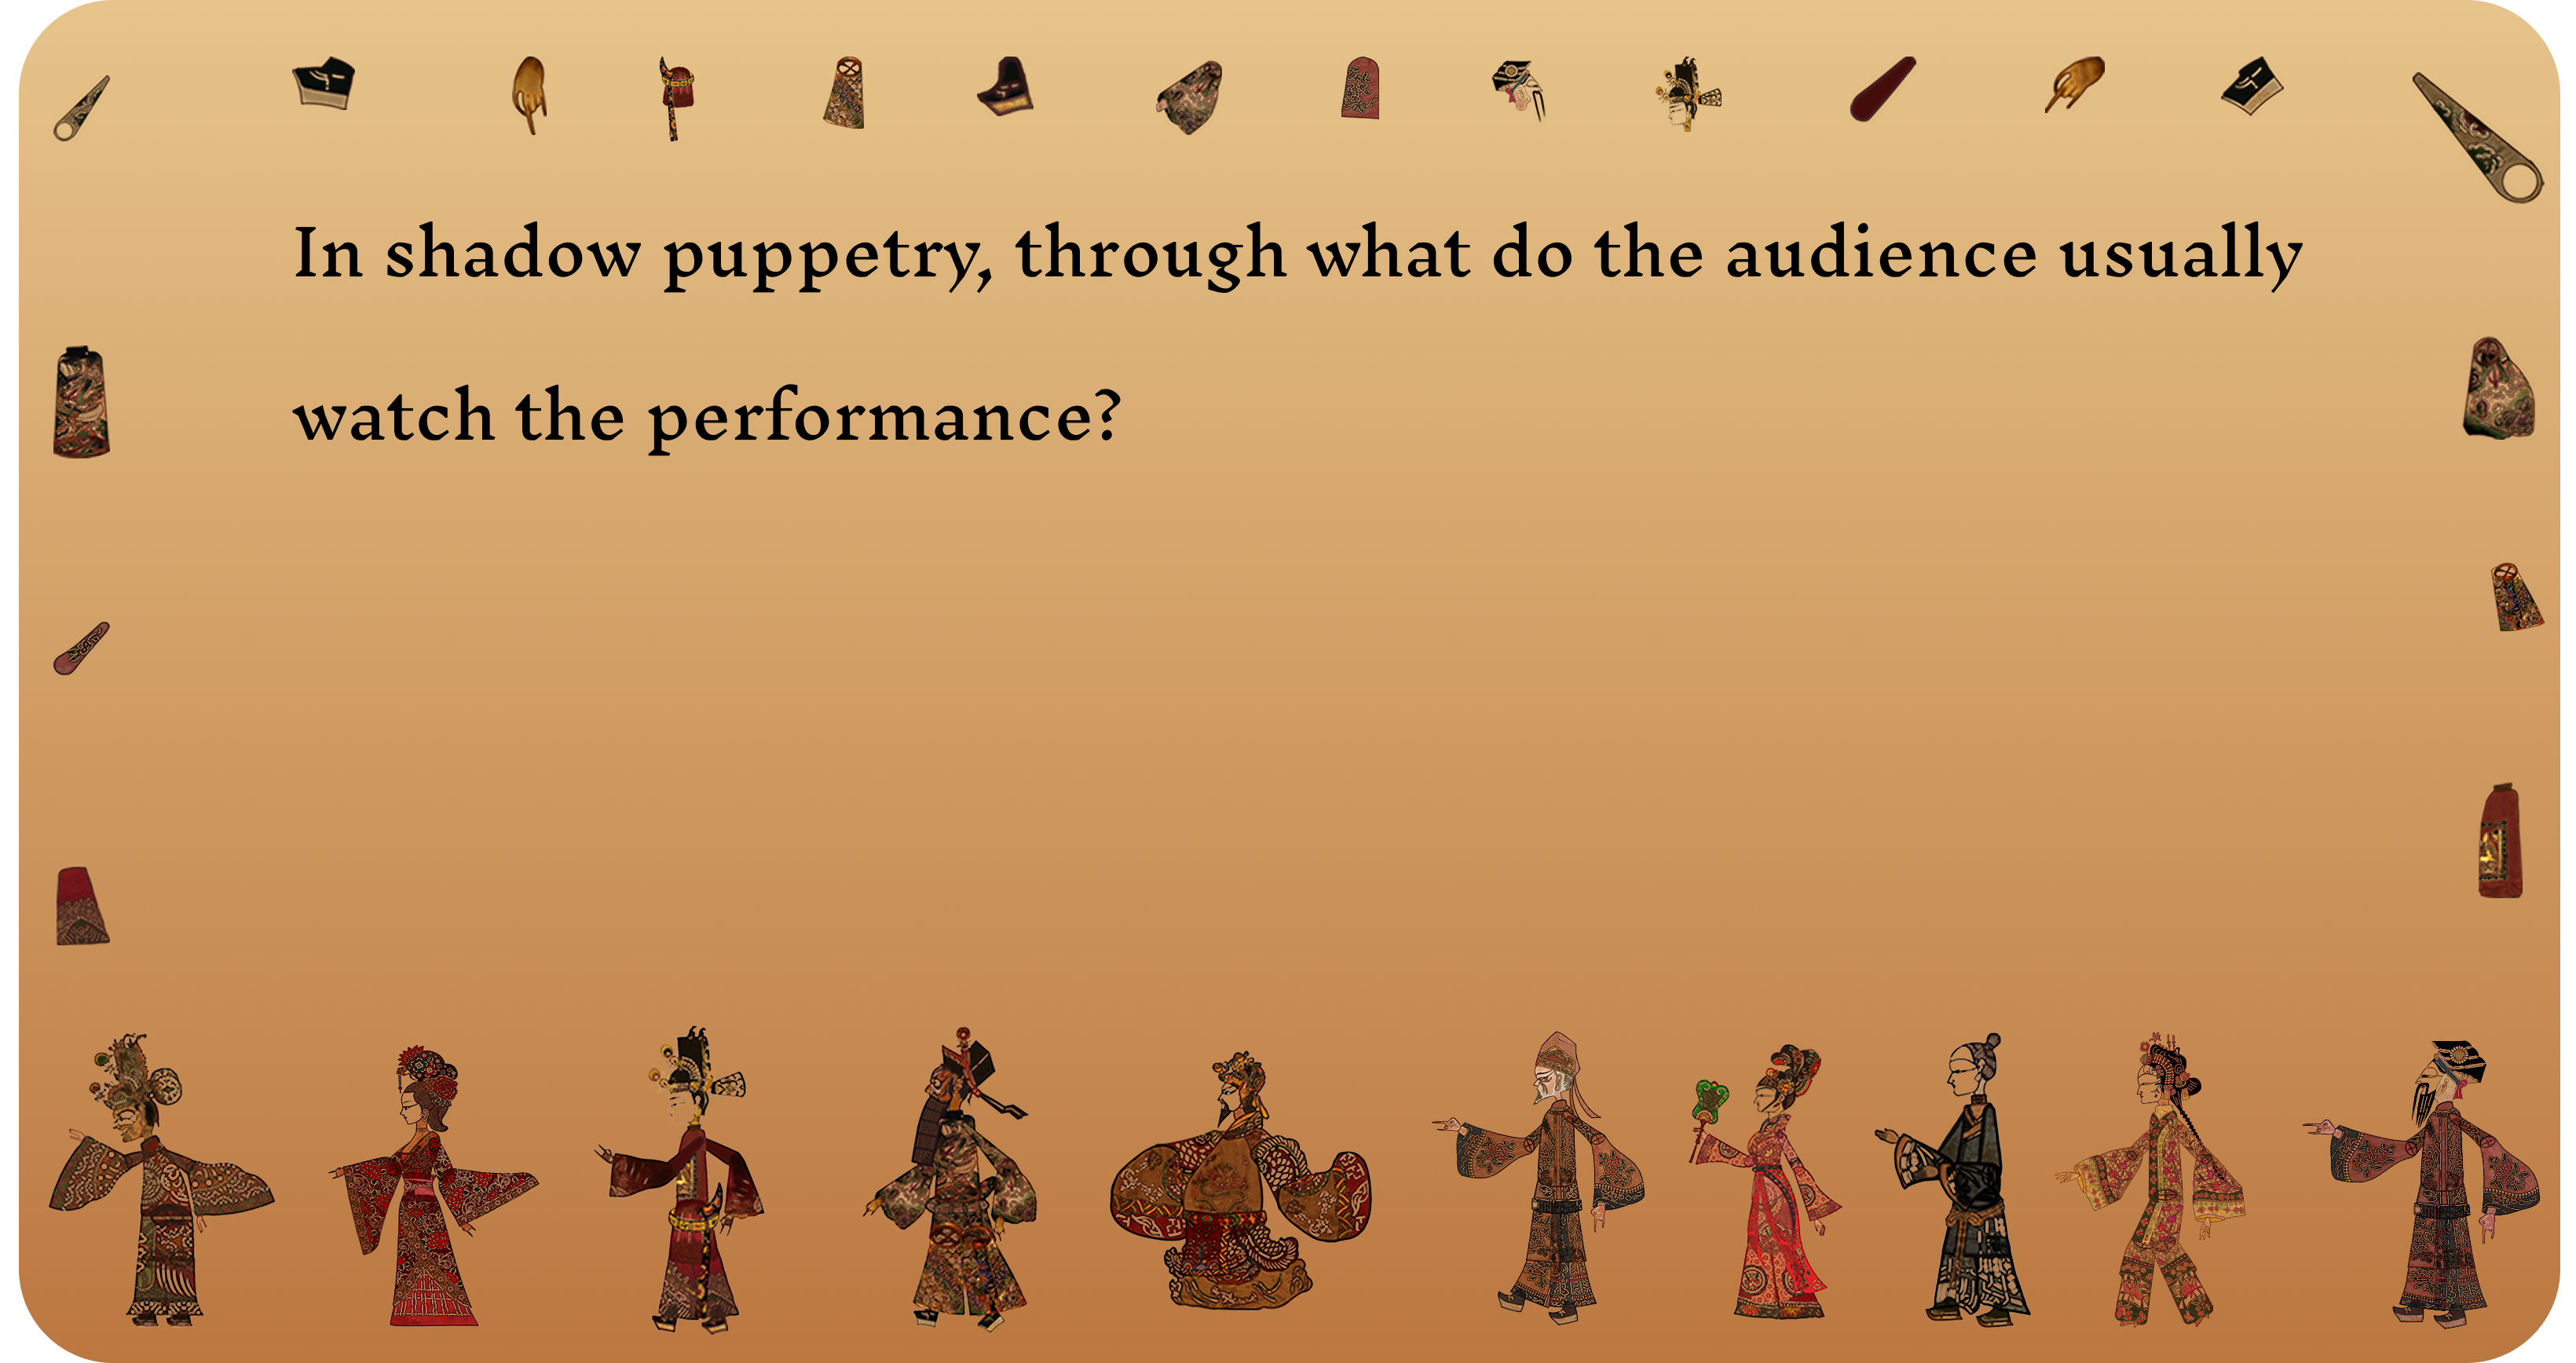 In shadow puppetry, through what do the audience usually
watch the performance?